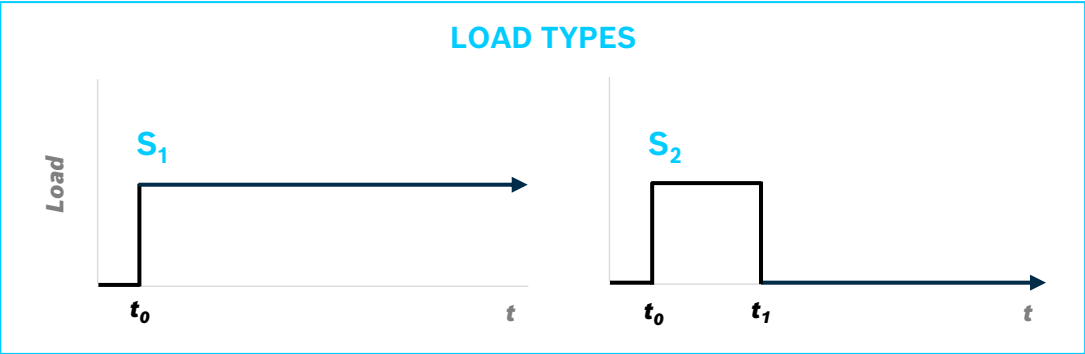 LOAD TYPES
S₁
S₂
Load
t₀
t
t₀
t₁
t